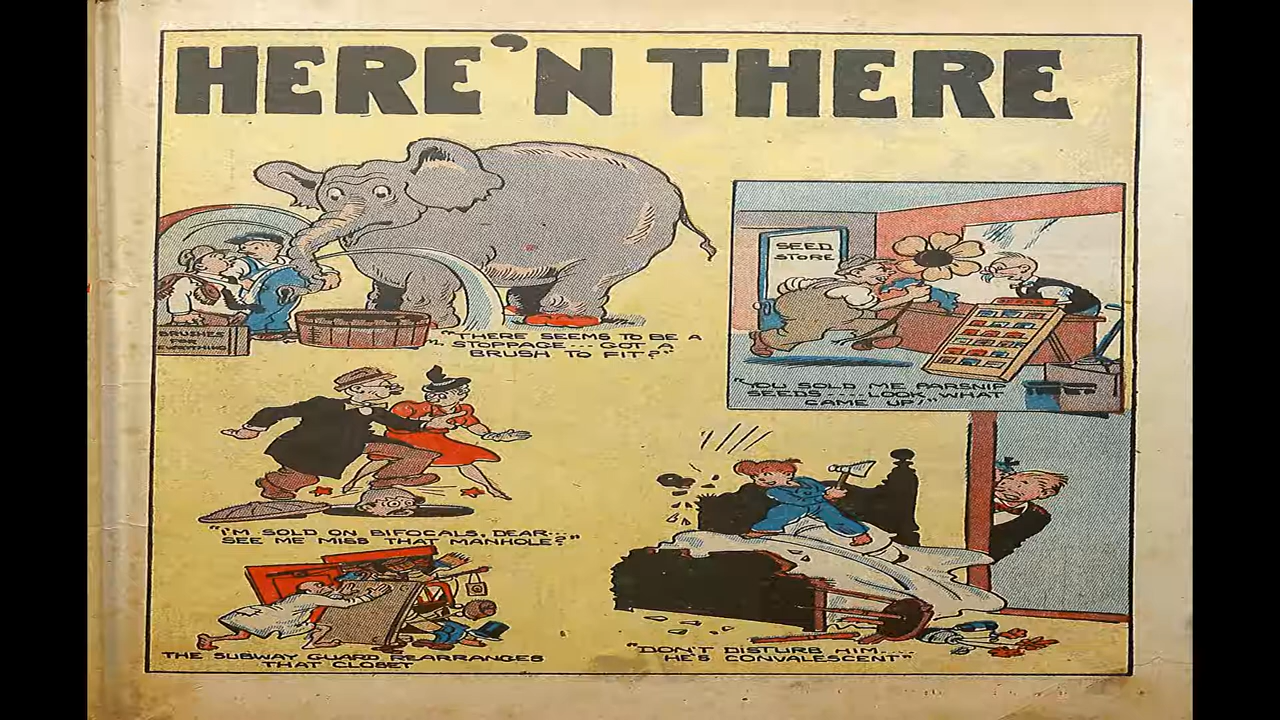 HERE 'N THERE
BRUSHES
FOR
EVERYTHING
"THERE SEEMS TO BE A
STOPPAGE... GOT A
BRUSH TO FIT?"
SEED
STORE
SEEDS
"YOU SOLD ME PARSNIP
SEEDS... LOOK WHAT
CAME UP!"
"I'M SOLD ON BIFOCALS, DEAR...
SEE ME MISS THAT MANHOLE?"
THE SUBWAY GUARD REARRANGES
THAT CLOSET
"DON'T DISTURB HIM....
HE'S CONVALESCENT"